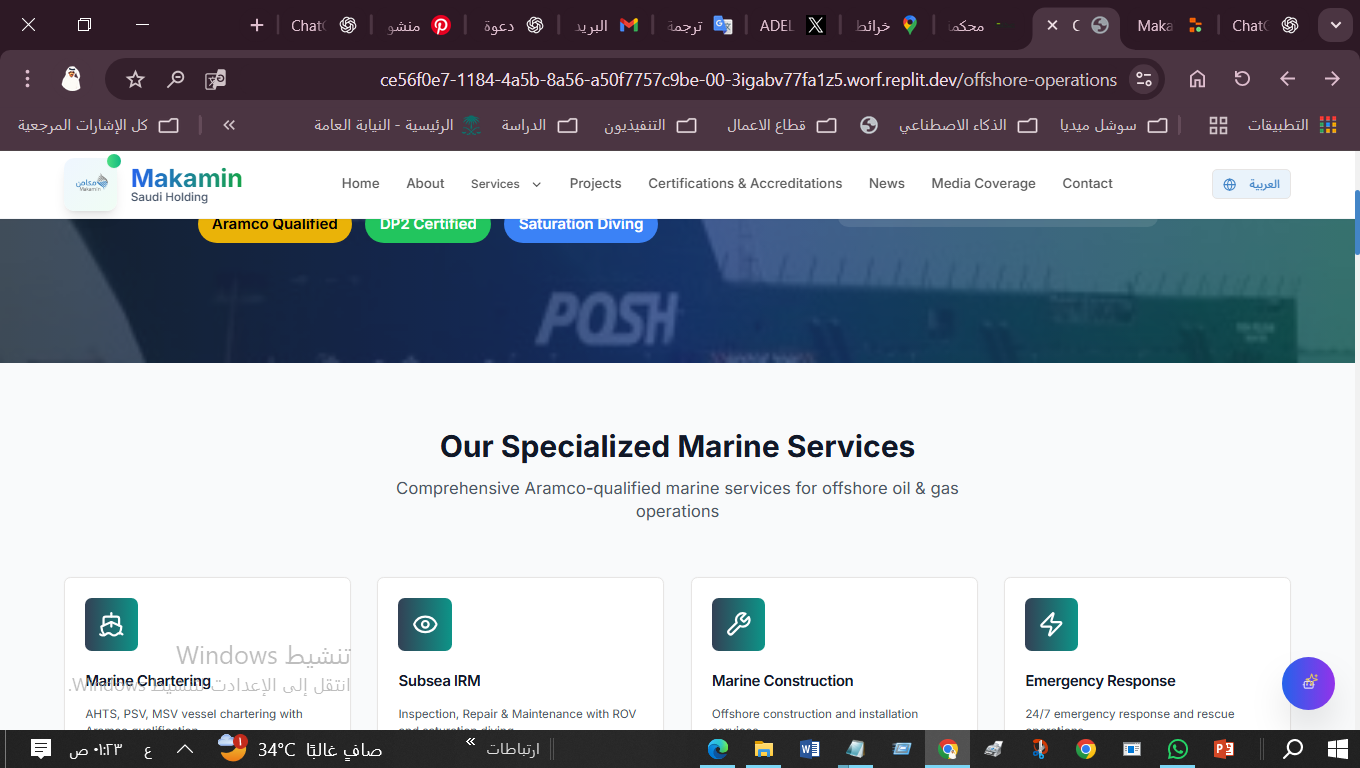 ChatG
منشو
دعوة
البريد
ترجمة
ADEL
خرائط
محكمة
C
Maka
ChatG
ce56f0e7-1184-4a5b-8a56-a50f7757c9be-00-3igabv77fa1z5.worf.replit.dev/offshore-operations
التطبيقات
سوشل ميديا
الذكاء الاصطناعي
قطاع الاعمال
التنفيذيون
الدراسة
الرئيسية - النيابة العامة
»
كل الإشارات المرجعية
مكامن
Makamin
Makamin
Saudi Holding
Home
About
Services
Projects
Certifications & Accreditations
News
Media Coverage
Contact
العربية
Aramco Qualified
DP2 Certified
Saturation Diving
POSH
Our Specialized Marine Services
Comprehensive Aramco-qualified marine services for offshore oil & gas
operations
Marine Chartering
AHTS, PSV, MSV vessel chartering with
Aramco qualification
Subsea IRM
Inspection, Repair & Maintenance with ROV
and saturation diving
Marine Construction
Offshore construction and installation
services
Emergency Response
24/7 emergency response and rescue
operations
تنشيط Windows
انتقل إلى الإعدادت لتنشيط Windows.
ارتباطات
»
صافٍ غالبًا
34°C
1
ع
٠١:٢٣ ص